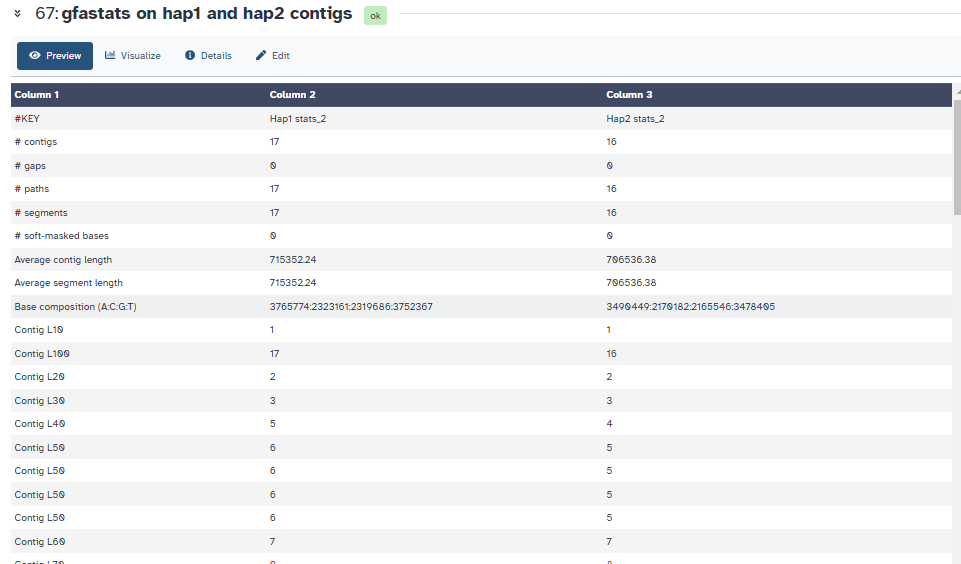 67: gfastats on hap1 and hap2 contigs ok
Preview Visualize Details Edit
Column 1 Column 2 Column 3
#KEY Hap1 stats_2 Hap2 stats_2
# contigs 17 16
# gaps 0 0
# paths 17 16
# segments 17 16
# soft-masked bases 0 0
Average contig length 715352.24 706536.38
Average segment length 715352.24 706536.38
Base composition (A:C:G:T) 3765774:2323161:2319686:3752367 3490449:2170182:2165546:3478405
Contig L10 1 1
Contig L100 17 16
Contig L20 2 2
Contig L30 3 3
Contig L40 5 4
Contig L50 6 5
Contig L50 6 5
Contig L50 6 5
Contig L50 6 5
Contig L60 7 7